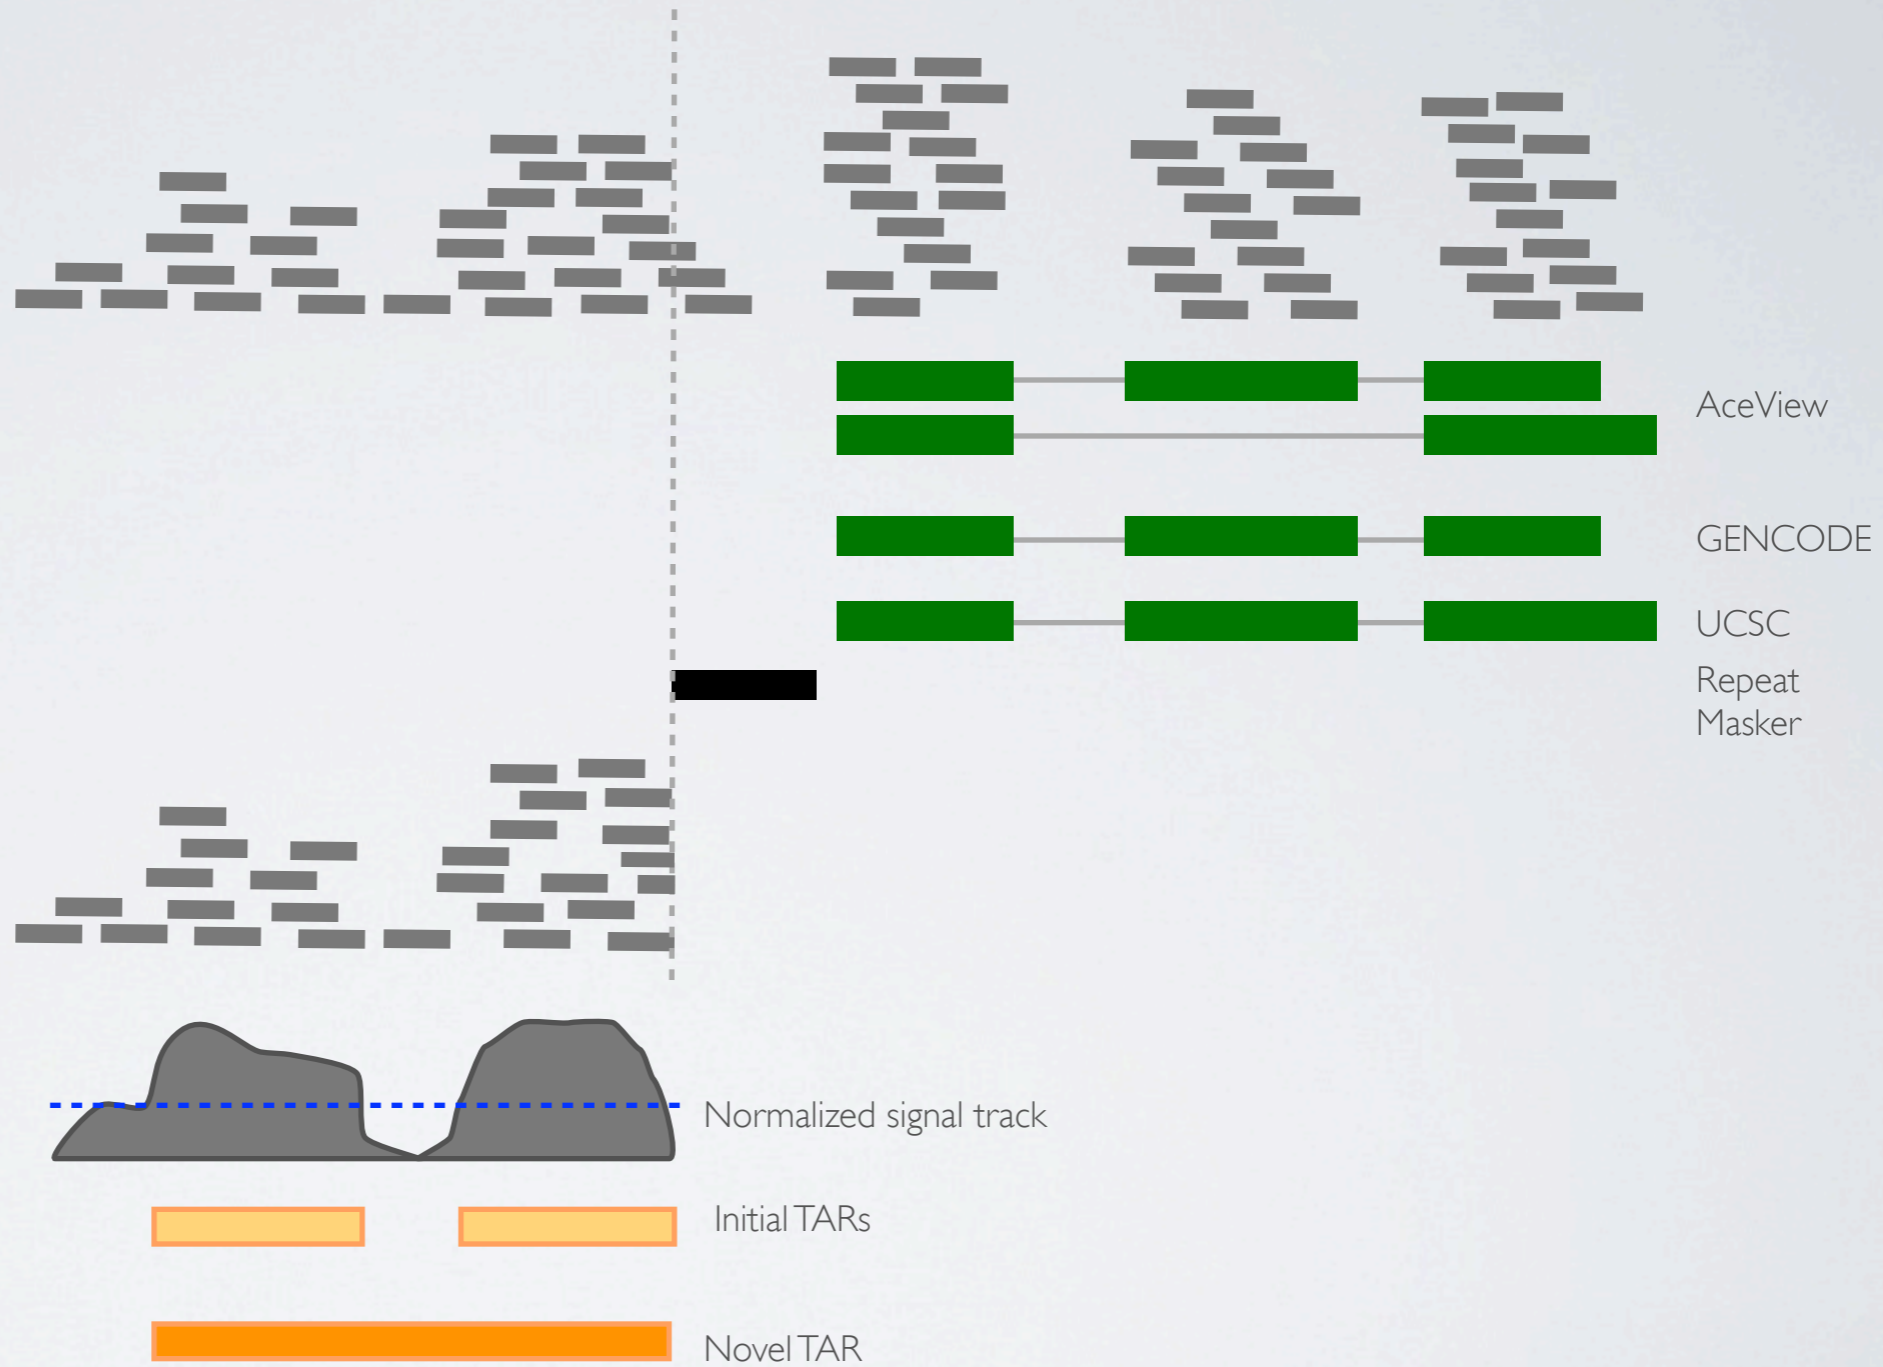 AceView
GENCODE
UCSC
Repeat
Masker
Normalized signal track
Initial TARs
Novel TAR